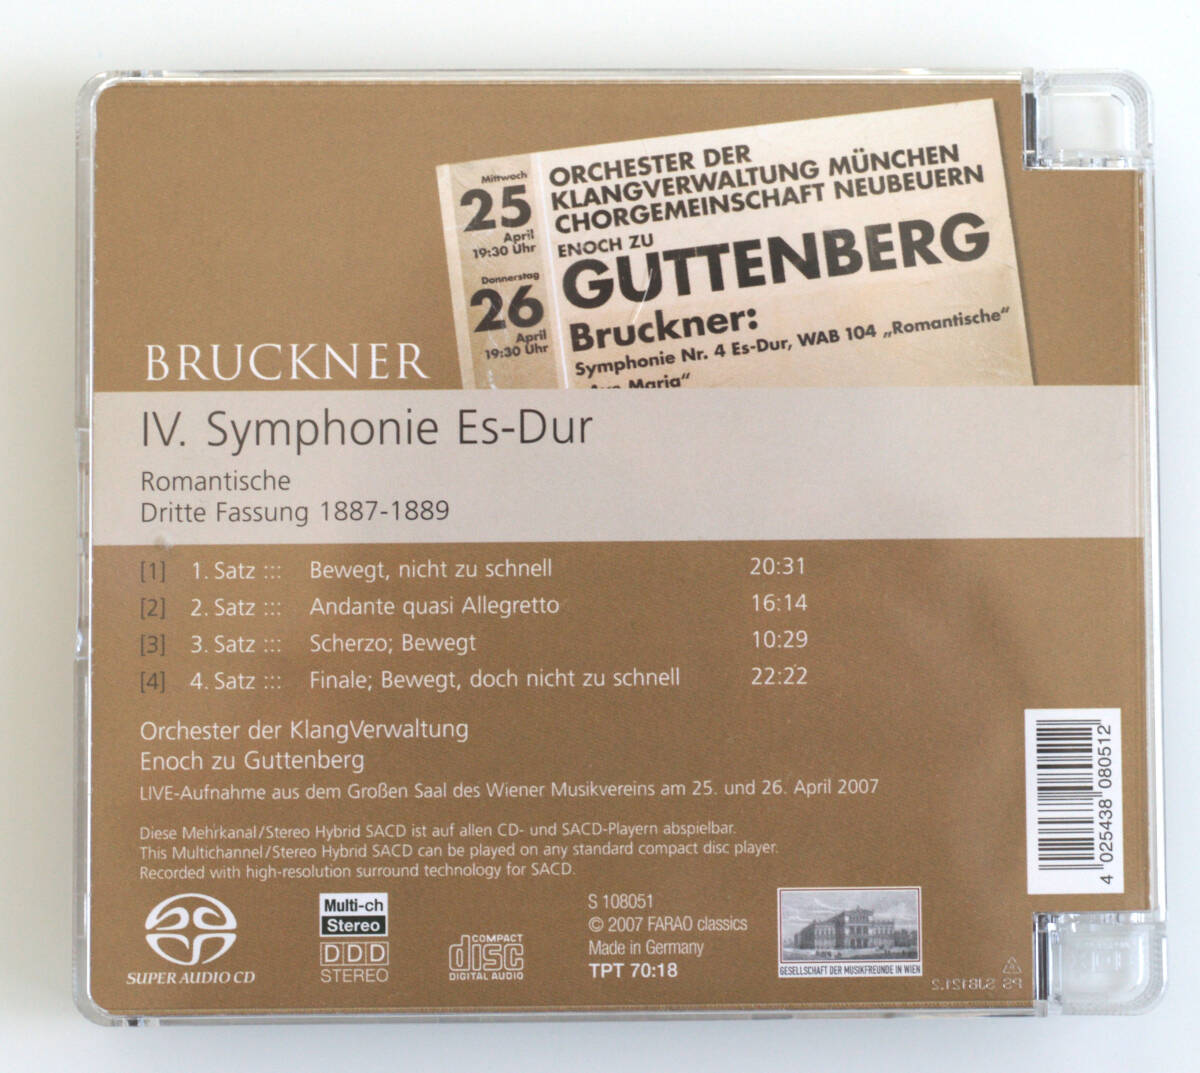 Mittwoch
25
April
19:30 Uhr
Donnerstag
26
April
19:30 Uhr
ORCHESTER DER
KLANGVERWALTUNG MÜNCHEN
CHORGEMEINSCHAFT NEUBEUERN
ENOCH ZU
GUTTENBERG
Bruckner:
Symphonie Nr. 4 Es-Dur, WAB 104 „Romantische“
Maria“
BRUCKNER
IV. Symphonie Es-Dur
Romantische
Dritte Fassung 1887-1889
[1] 1. Satz ::: Bewegt, nicht zu schnell 20:31
[2] 2. Satz ::: Andante quasi Allegretto 16:14
[3] 3. Satz ::: Scherzo; Bewegt 10:29
[4] 4. Satz ::: Finale; Bewegt, doch nicht zu schnell 22:22
Orchester der KlangVerwaltung
Enoch zu Guttenberg
LIVE-Aufnahme aus dem Großen Saal des Wiener Musikvereins am 25. und 26. April 2007
Diese Mehrkanal/Stereo Hybrid SACD ist auf allen CD- und SACD-Playern abspielbar.
This Multichannel/Stereo Hybrid SACD can be played on any standard compact disc player.
Recorded with high-resolution surround technology for SACD.
SUPER AUDIO CD
Multi-ch
Stereo
DDD
STEREO
COMPACT
disc
DIGITAL AUDIO
S 108051
© 2007 FARAO classics
Made in Germany
TPT 70:18
GESELLSCHAFT DER MUSIKFREUNDE IN WIEN
4 025438 080512